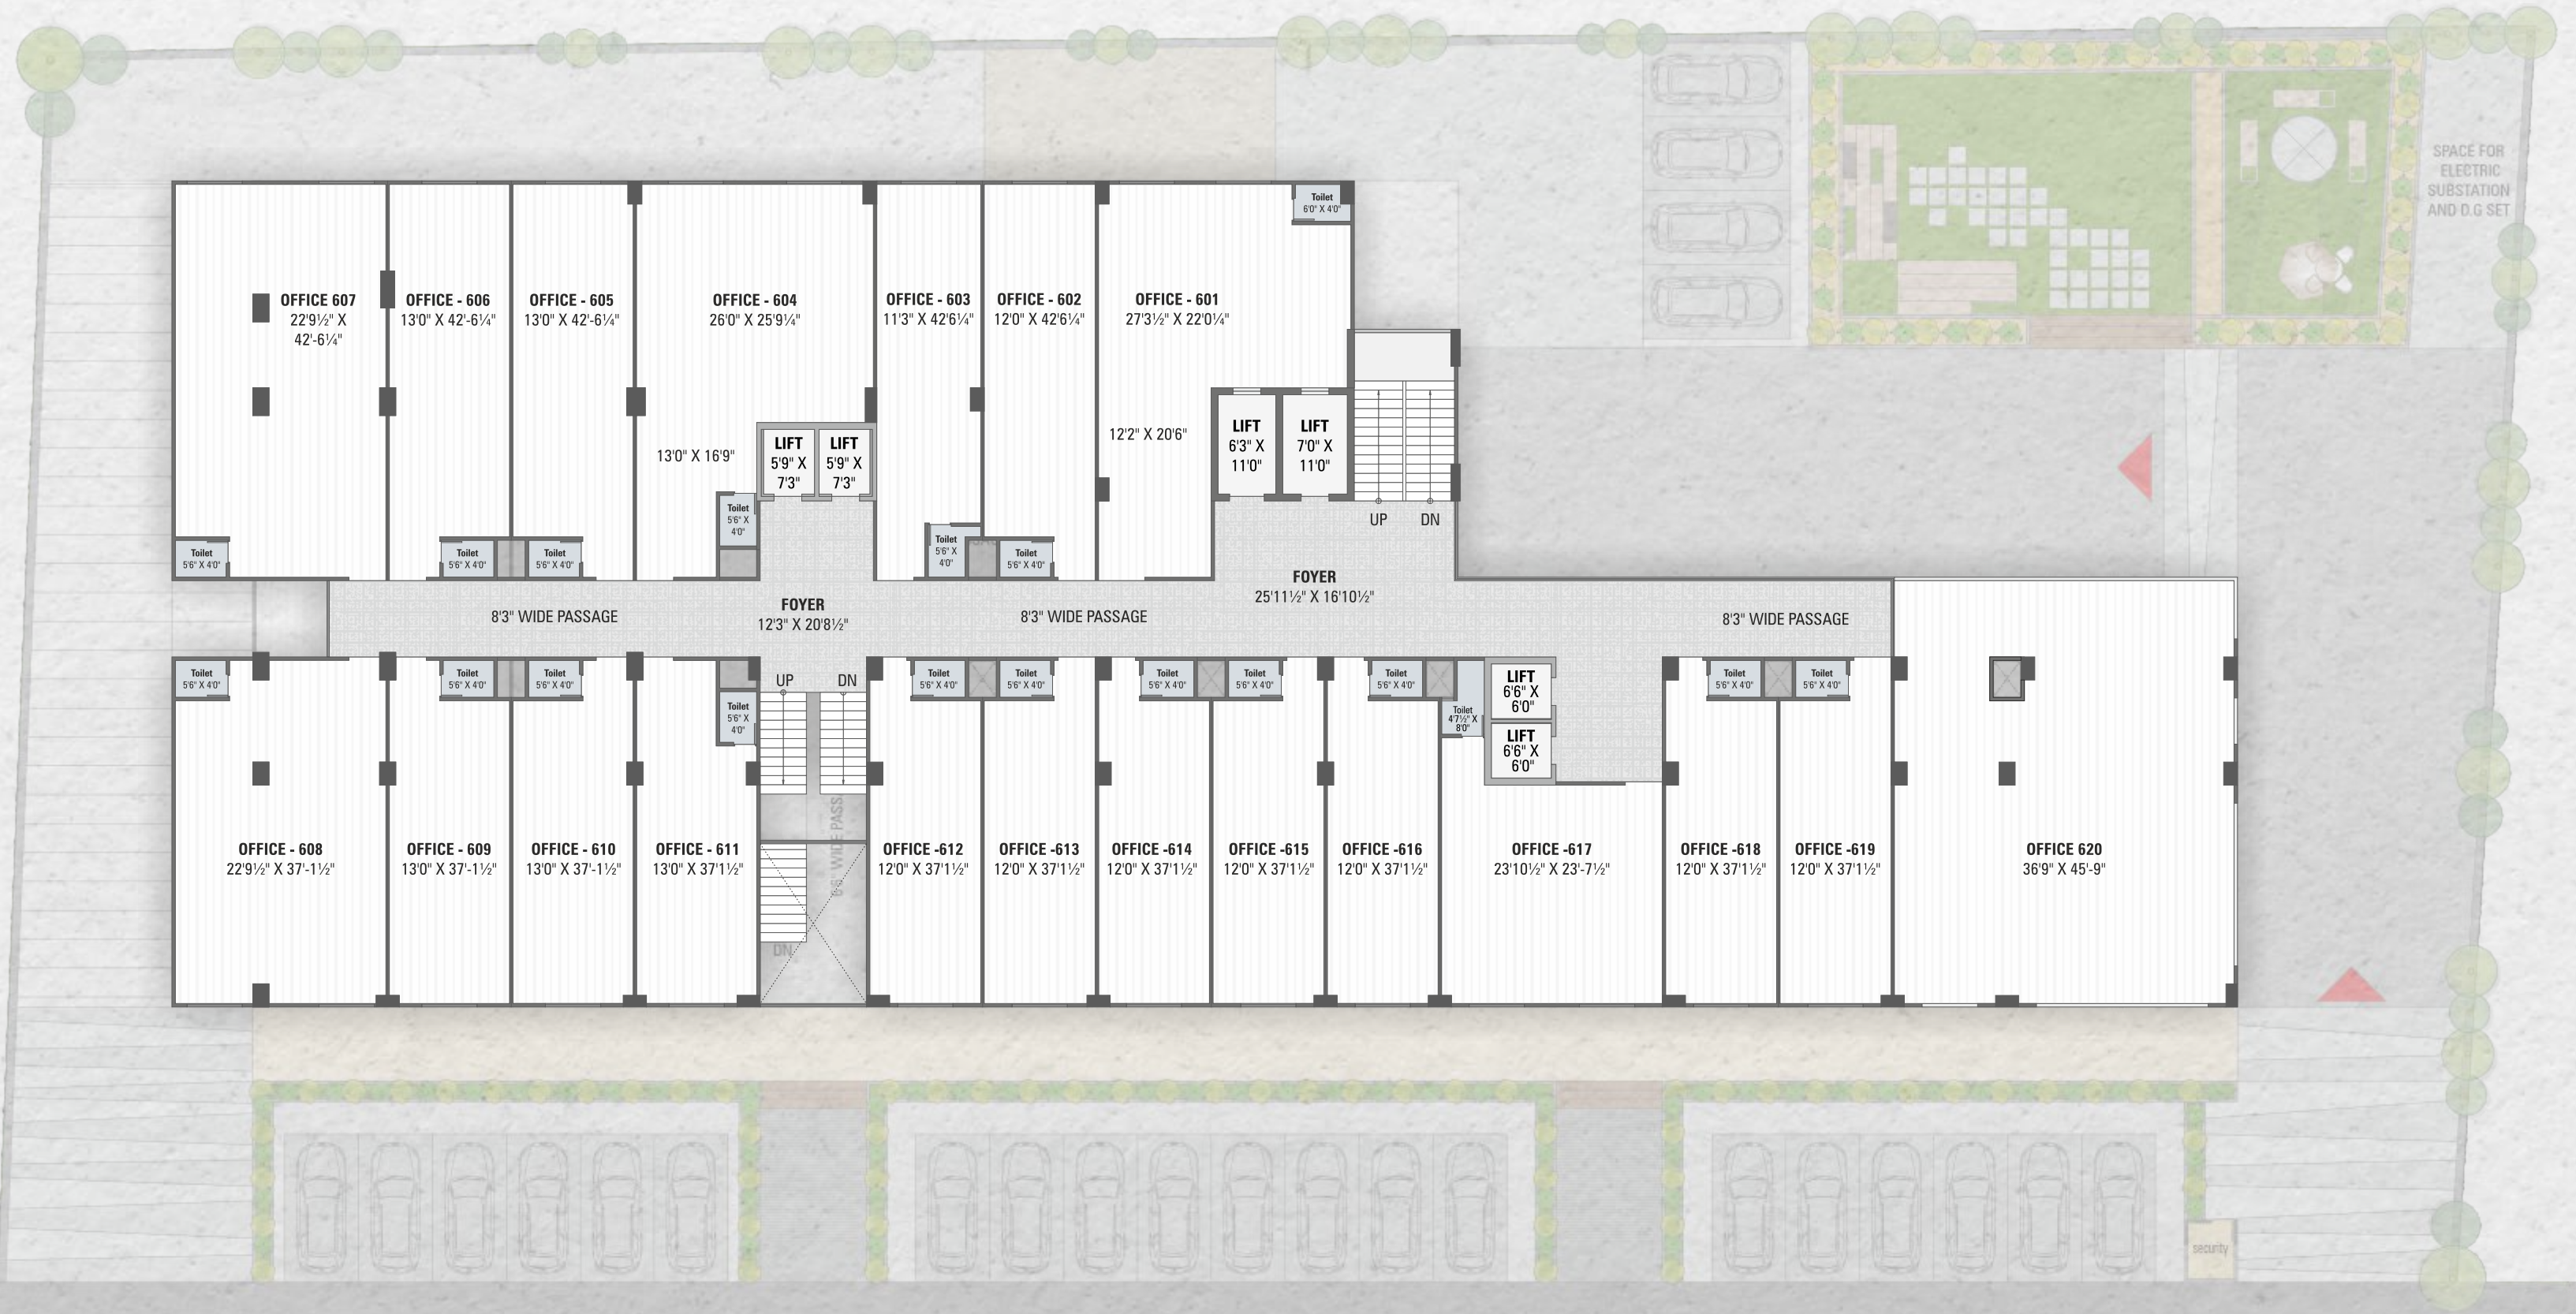 SPACE FOR
ELECTRIC
SUBSTATION
AND D.G SET
Toilet
6'0" X 4'0"
OFFICE 607
22'9½" X
42'-6¼"
OFFICE - 606
13'0" X 42'-6¼"
OFFICE - 605
13'0" X 42'-6¼"
OFFICE - 604
26'0" X 25'9¼"
OFFICE - 603
11'3" X 42'6¼"
OFFICE - 602
12'0" X 42'6¼"
OFFICE - 601
27'3½" X 22'0¼"
13'0" X 16'9"
LIFT
5'9" X
7'3"
LIFT
5'9" X
7'3"
12'2" X 20'6"
LIFT
6'3" X
11'0"
LIFT
7'0" X
11'0"
UP
DN
Toilet
5'6" X 4'0"
Toilet
5'6" X 4'0"
Toilet
5'6" X 4'0"
Toilet
5'6" X
4'0"
Toilet
5'6" X
4'0"
Toilet
5'6" X 4'0"
8'3" WIDE PASSAGE
FOYER
12'3" X 20'8½"
8'3" WIDE PASSAGE
FOYER
25'11½" X 16'10½"
8'3" WIDE PASSAGE
Toilet
5'6" X 4'0"
Toilet
5'6" X 4'0"
Toilet
5'6" X 4'0"
Toilet
5'6" X
4'0"
UP
DN
Toilet
5'6" X 4'0"
Toilet
5'6" X 4'0"
Toilet
5'6" X 4'0"
Toilet
5'6" X 4'0"
Toilet
5'6" X 4'0"
Toilet
4'7½" X
8'0"
LIFT
6'6" X
6'0"
LIFT
6'6" X
6'0"
Toilet
5'6" X 4'0"
Toilet
5'6" X 4'0"
OFFICE - 608
22'9½" X 37'-1½"
OFFICE - 609
13'0" X 37'-1½"
OFFICE - 610
13'0" X 37'-1½"
OFFICE - 611
13'0" X 37'1½"
WIDE PASS
DN
OFFICE -612
12'0" X 37'1½"
OFFICE -613
12'0" X 37'1½"
OFFICE -614
12'0" X 37'1½"
OFFICE -615
12'0" X 37'1½"
OFFICE -616
12'0" X 37'1½"
OFFICE -617
23'10½" X 23'-7½"
OFFICE -618
12'0" X 37'1½"
OFFICE -619
12'0" X 37'1½"
OFFICE 620
36'9" X 45'-9"
security